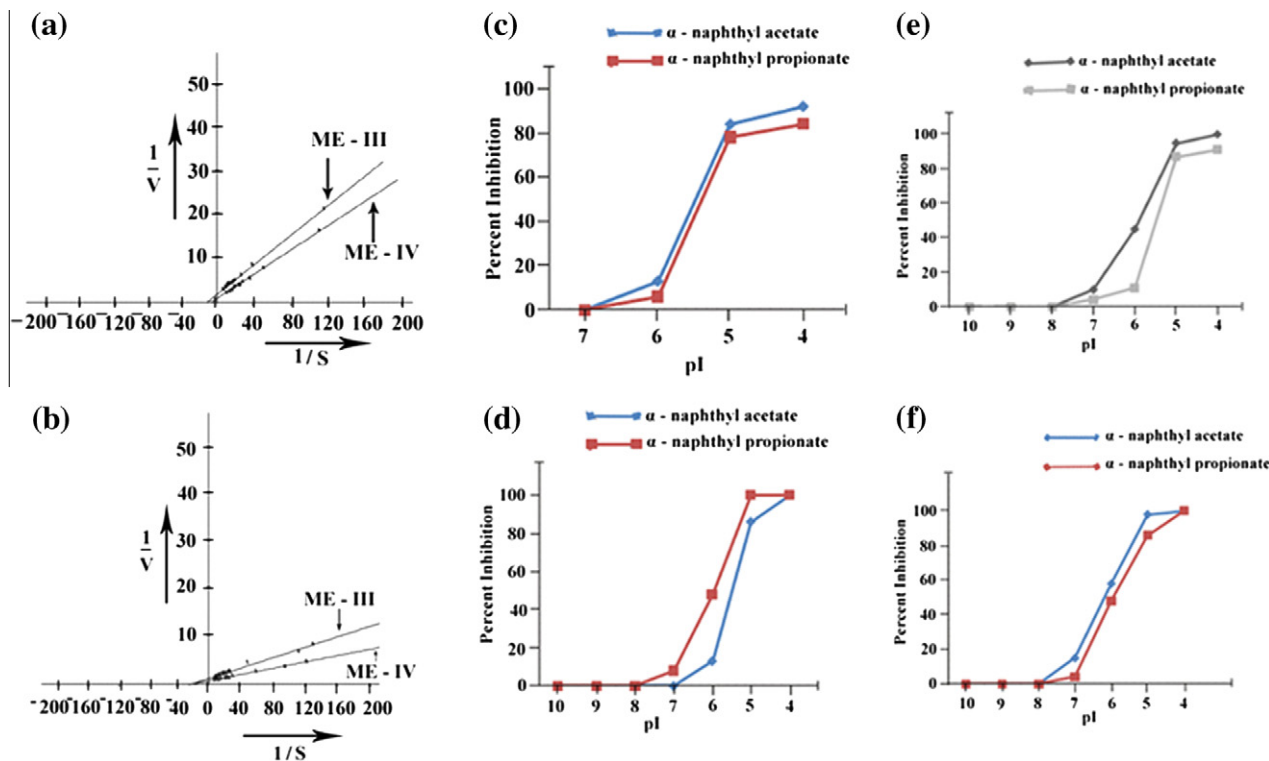 (a)
50
40
30
20
10
1
V
ME - III
ME - IV
−200 −160 −120 −80 −40 0 40 80 120 160 200
1/S
(c)
α - naphthyl acetate
α - naphthyl propionate
100
80
60
40
20
0
Percent Inhibition
7 6 5 4
pI
(e)
α - naphthyl acetate
α - naphthyl propionate
100
80
60
40
20
0
Percent Inhibition
10 9 8 7 6 5 4
pI
(b)
50
40
30
20
10
1
V
ME - III
ME - IV
−200 −160 −120 −80 −40 0 40 80 120 160 200
1/S
(d)
α - naphthyl acetate
α - naphthyl propionate
100
80
60
40
20
0
Percent Inhibition
10 9 8 7 6 5 4
pI
(f)
α - naphthyl acetate
α - naphthyl propionate
100
80
60
40
20
0
Percent Inhibition
10 9 8 7 6 5 4
pI